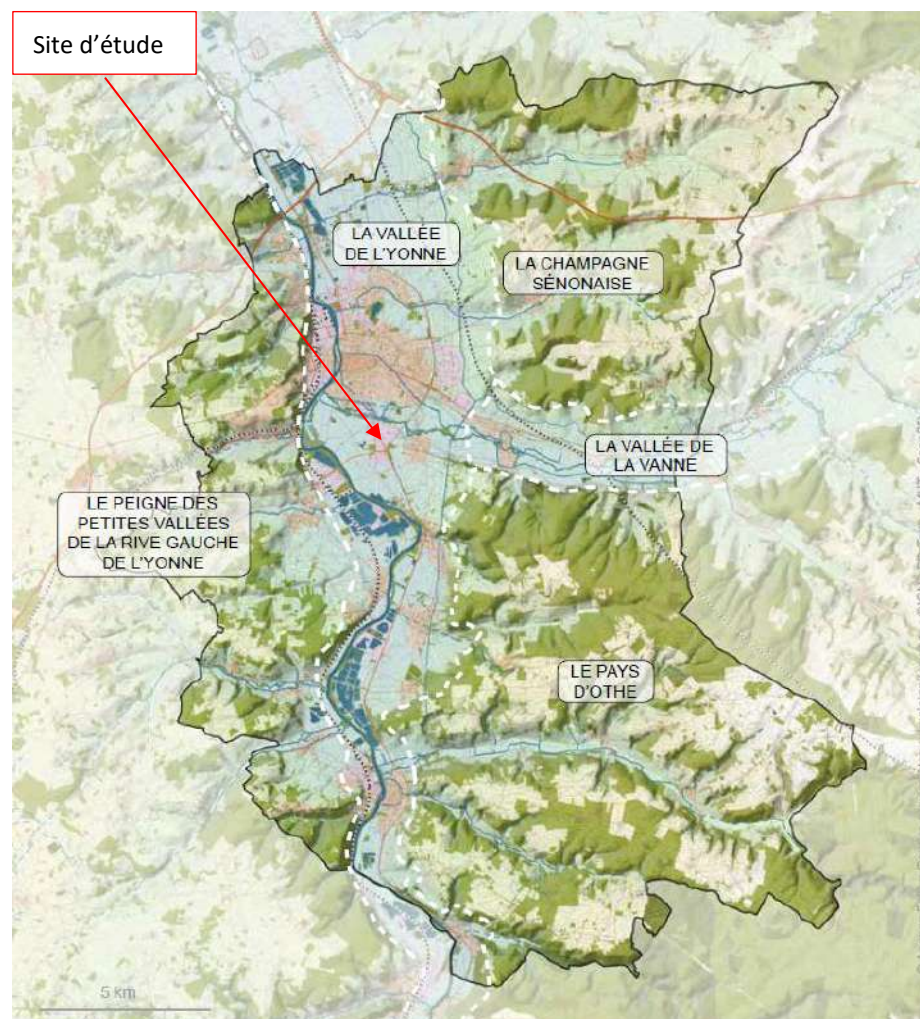 Site d'étude
LA VALLÉE
DE L'YONNE
LA CHAMPAGNE
SÉNONAISE
LA VALLÉE DE
LA VANNE
LE PEIGNE DES
PETITES VALLÉES
DE LA RIVE GAUCHE
DE L'YONNE
LE PAYS
D'OTHE
5 km